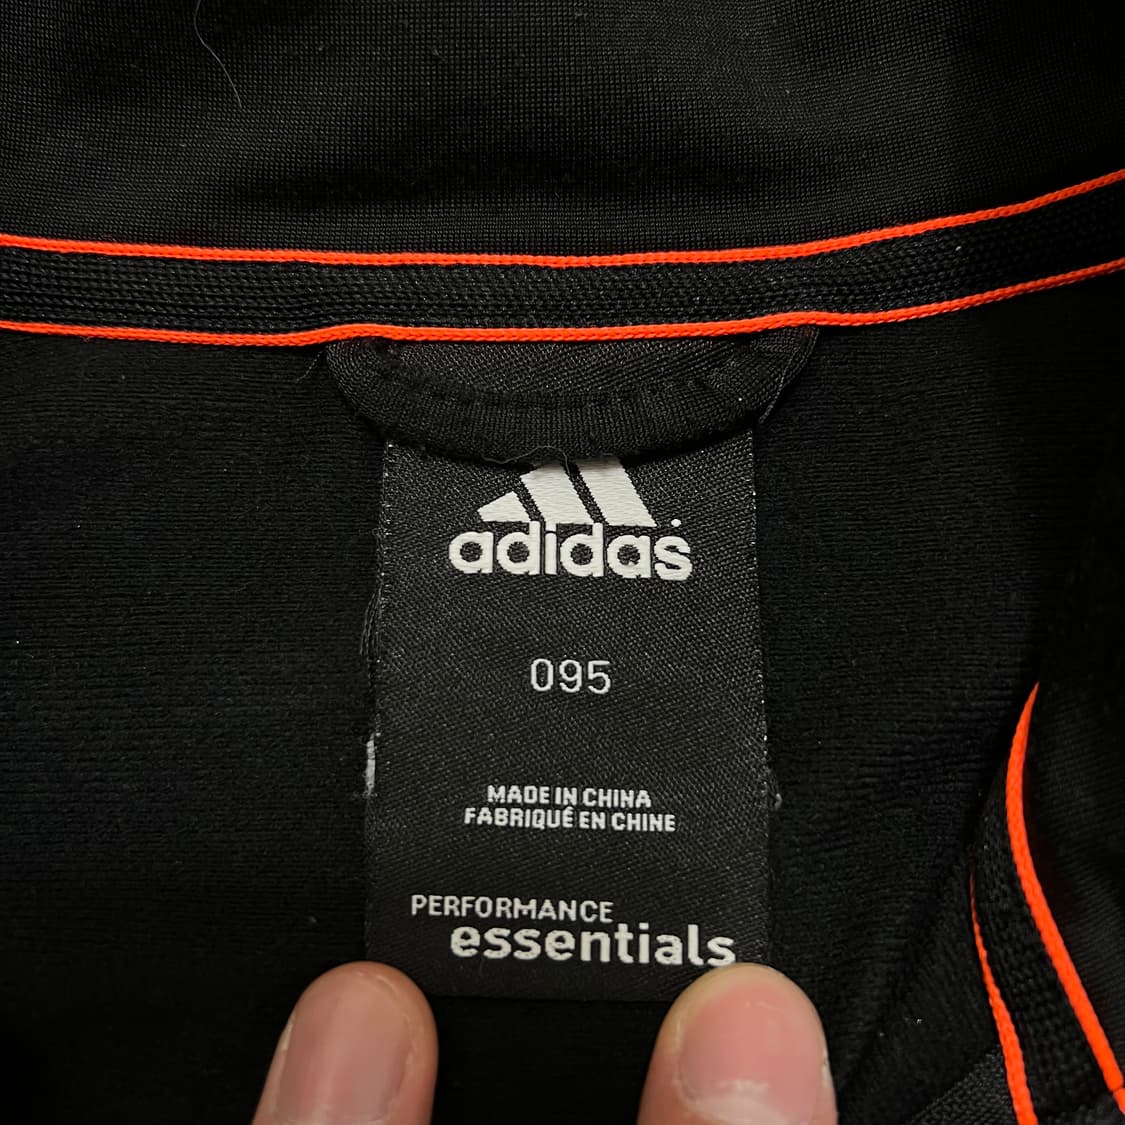 adidas
095
MADE IN CHINA
FABRIQUÉ EN CHINE
PERFORMANCE
essentials